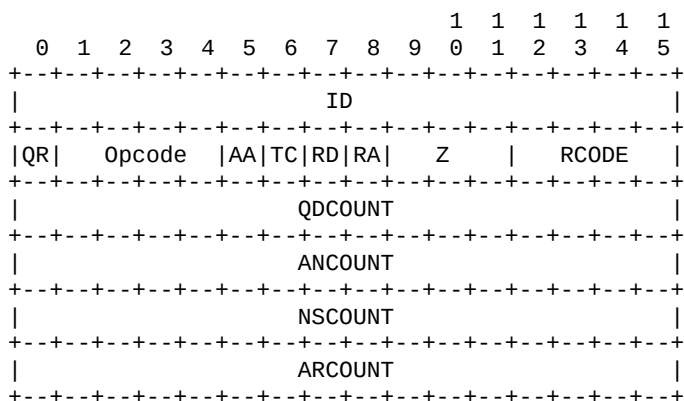 1  1  1  1  1  1
  0  1  2  3  4  5  6  7  8  9  0  1  2  3  4  5
+--+--+--+--+--+--+--+--+--+--+--+--+--+--+--+--+
|                      ID                       |
+--+--+--+--+--+--+--+--+--+--+--+--+--+--+--+--+
|QR|   Opcode  |AA|TC|RD|RA|   Z    |   RCODE   |
+--+--+--+--+--+--+--+--+--+--+--+--+--+--+--+--+
|                    QDCOUNT                    |
+--+--+--+--+--+--+--+--+--+--+--+--+--+--+--+--+
|                    ANCOUNT                    |
+--+--+--+--+--+--+--+--+--+--+--+--+--+--+--+--+
|                    NSCOUNT                    |
+--+--+--+--+--+--+--+--+--+--+--+--+--+--+--+--+
|                    ARCOUNT                    |
+--+--+--+--+--+--+--+--+--+--+--+--+--+--+--+--+